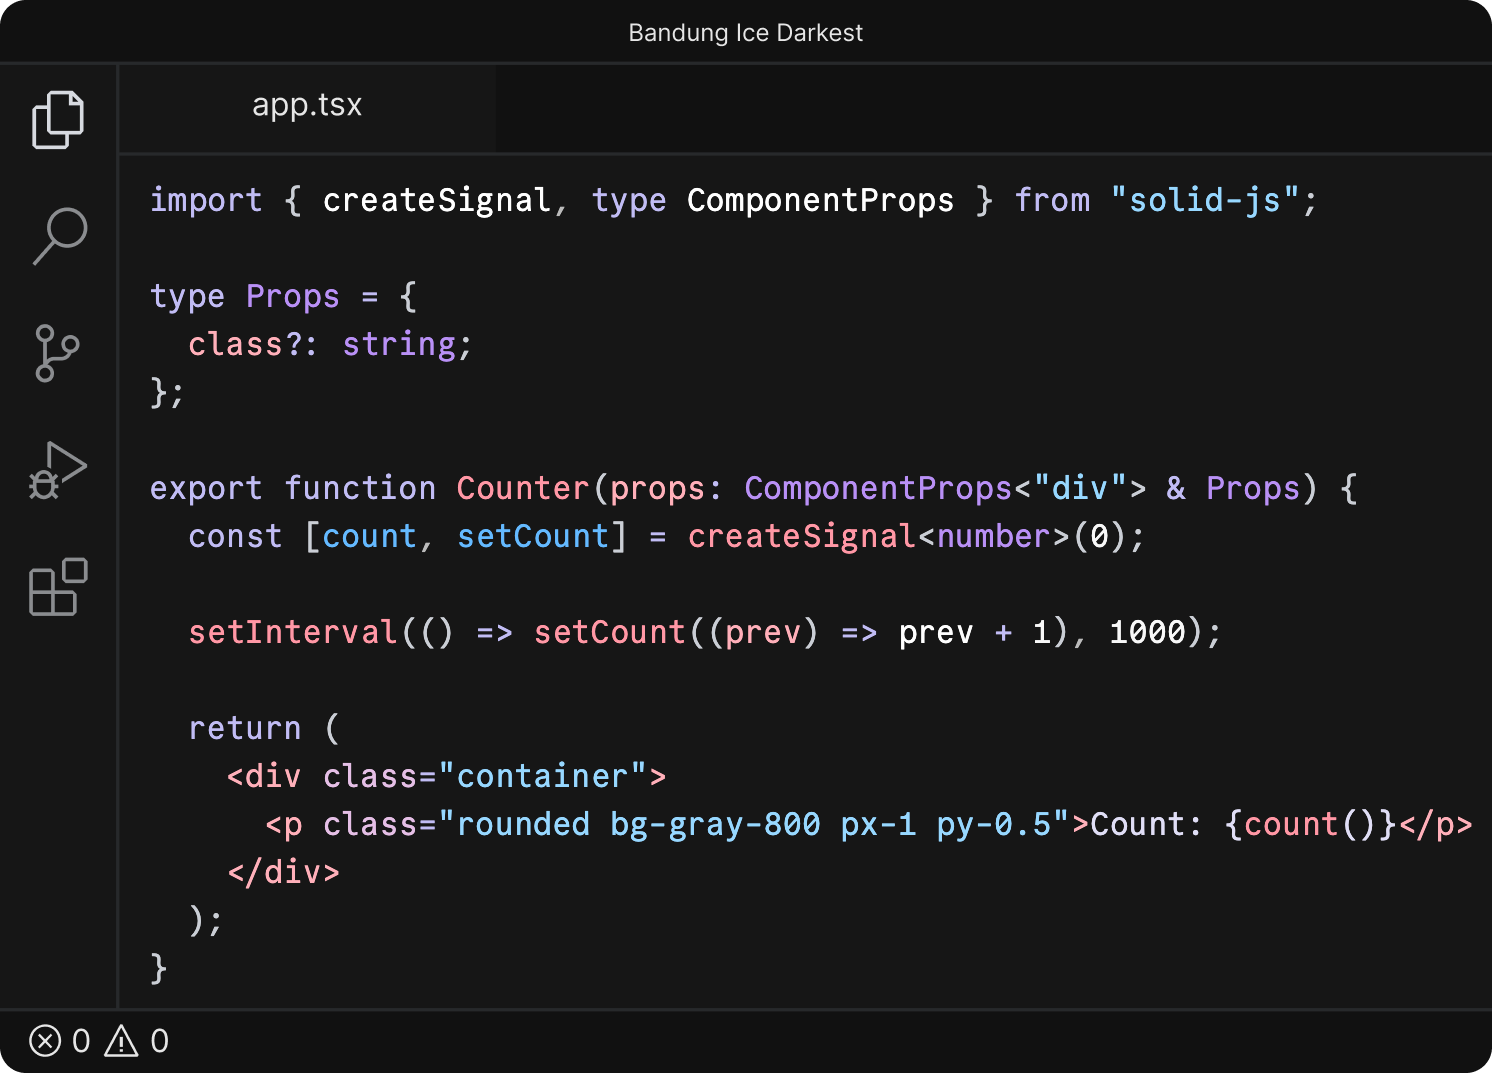 Bandung Ice Darkest
app.tsx
import { createSignal, type ComponentProps } from "solid-js";
type Props = {
  class?: string;
};
export function Counter(props: ComponentProps<"div"> & Props) {
  const [count, setCount] = createSignal<number>(0);
  setInterval(() => setCount((prev) => prev + 1), 1000);
  return (
    <div class="container">
      <p class="rounded bg-gray-800 px-1 py-0.5">Count: {count()}</p>
    </div>
  );
}
0 0